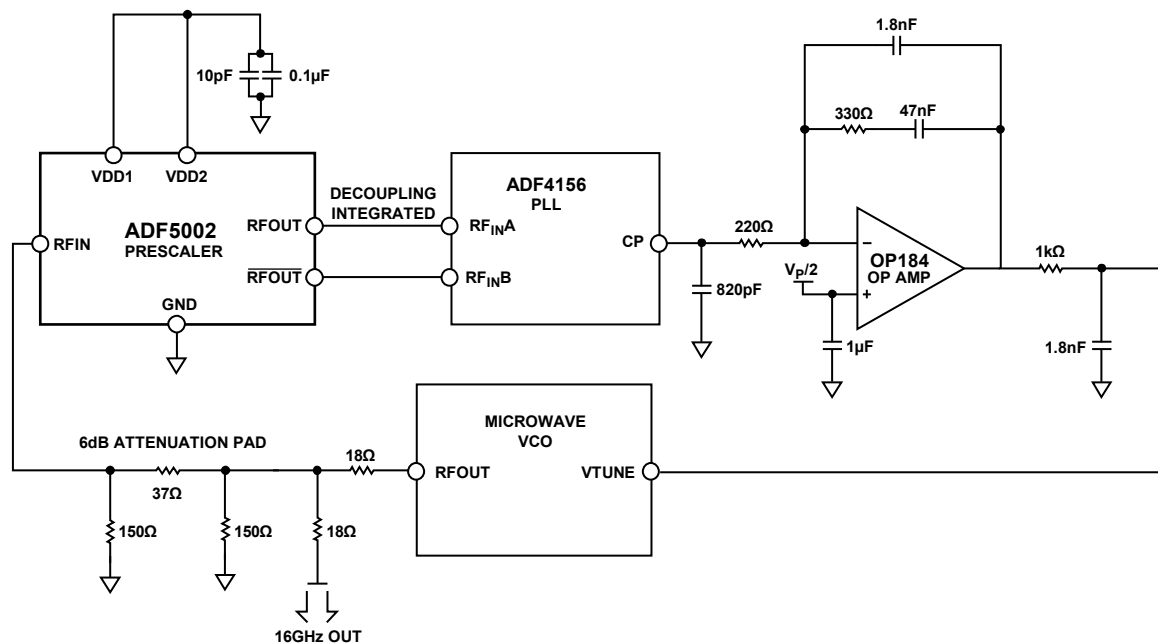 1.8nF
10pF
0.1µF
330Ω
47nF
VDD1
VDD2
ADF5002
PRESCALER
RFIN
RFOUT
RFOUT
GND
DECOUPLING
INTEGRATED
ADF4156
PLL
RFINA
RFINB
CP
220Ω
820pF
VP/2
1µF
−
+
OP184
OP AMP
1kΩ
1.8nF
6dB ATTENUATION PAD
37Ω
150Ω
150Ω
18Ω
18Ω
16GHz OUT
MICROWAVE
VCO
RFOUT
VTUNE